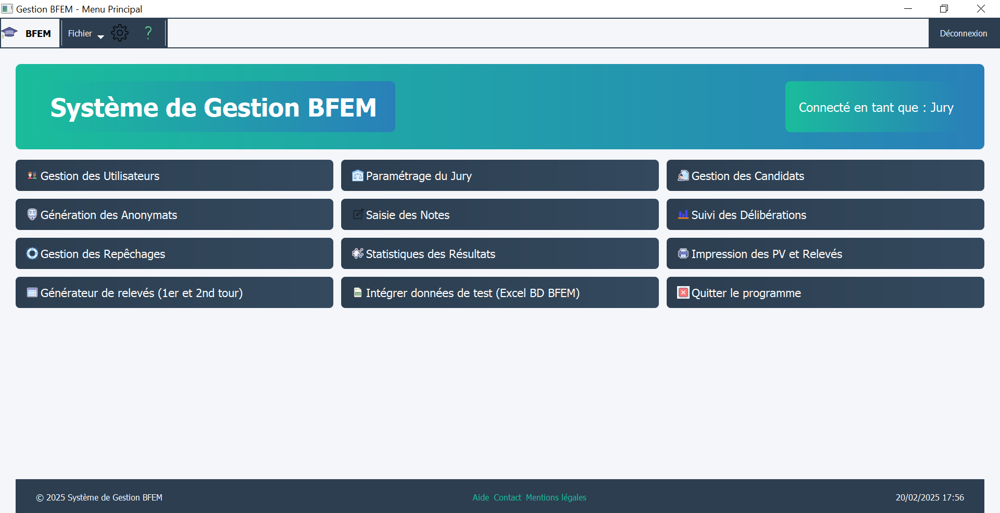 Gestion BFEM - Menu Principal
BFEM Fichier ? Déconnexion
Système de Gestion BFEM
Connecté en tant que : Jury
Gestion des Utilisateurs
Paramétrage du Jury
Gestion des Candidats
Génération des Anonymats
Saisie des Notes
Suivi des Délibérations
Gestion des Repêchages
Statistiques des Résultats
Impression des PV et Relevés
Générateur de relevés (1er et 2nd tour)
Intégrer données de test (Excel BD BFEM)
Quitter le programme
© 2025 Système de Gestion BFEM
Aide Contact Mentions légales
20/02/2025 17:56